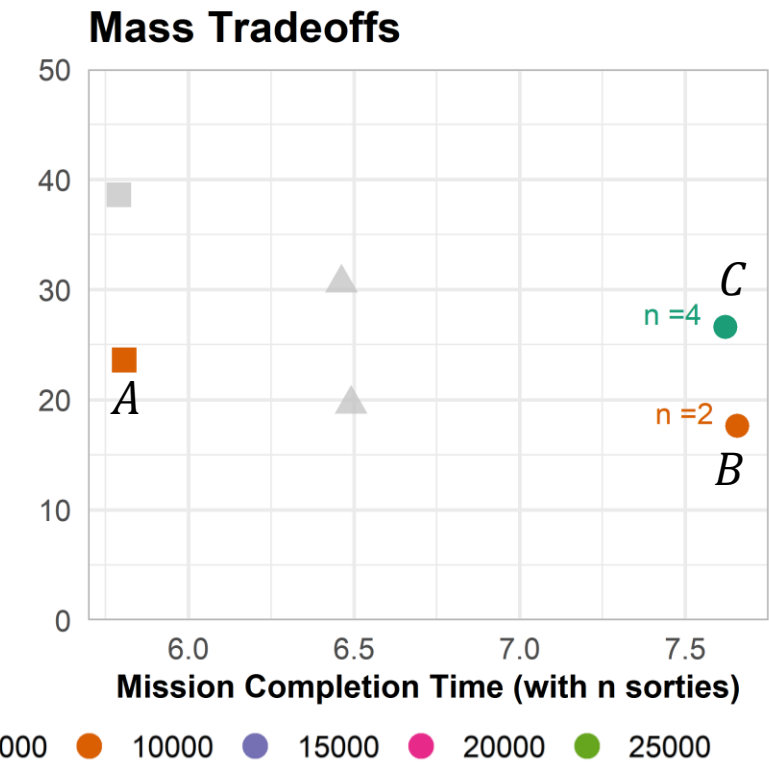 Mass Tradeoffs
50
40
30
20
10
0
C
n =4
A
n =2
B
6.0 6.5 7.0 7.5
Mission Completion Time (with n sorties)
000 10000 15000 20000 25000